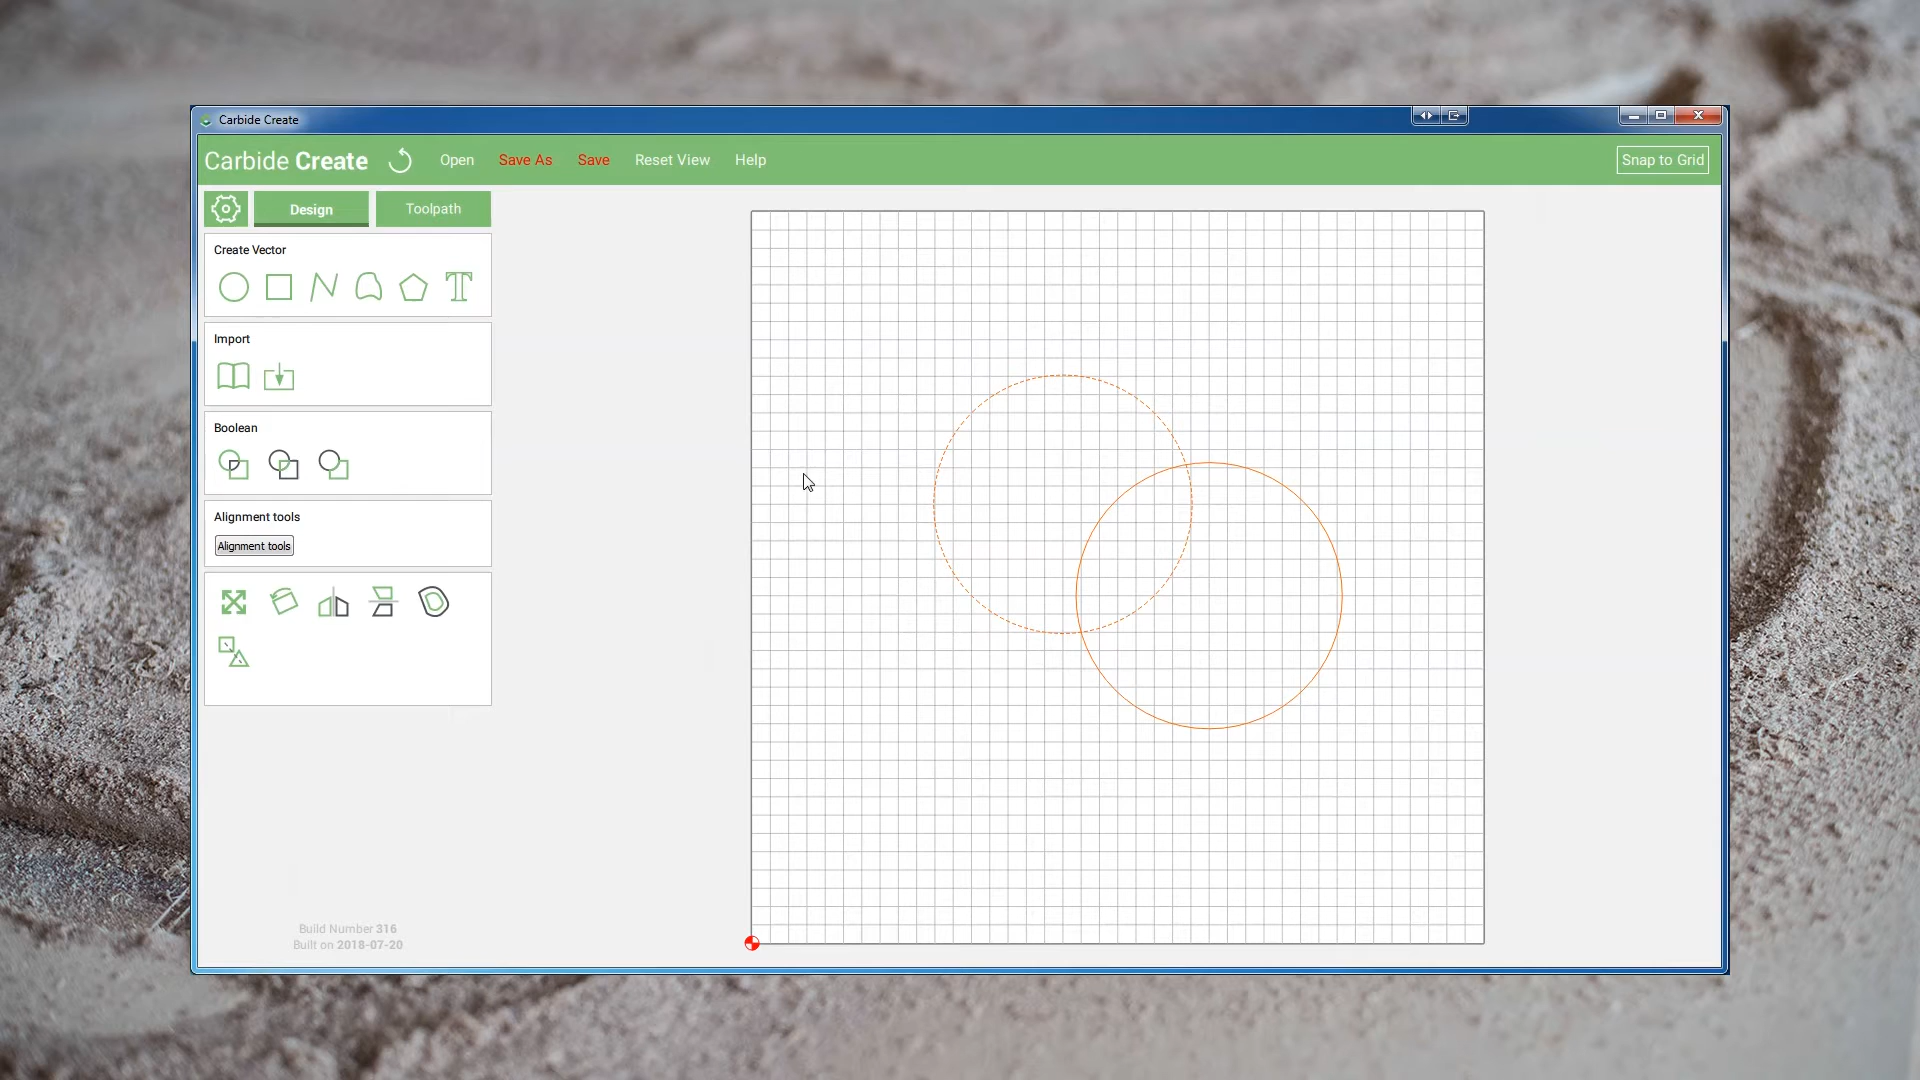 Carbide Create
Carbide Create Open Save As Save Reset View Help Snap to Grid
Design Toolpath
Create Vector
T
Import
Boolean
Alignment tools
Alignment tools
Build Number 316
Built on 2018-07-20